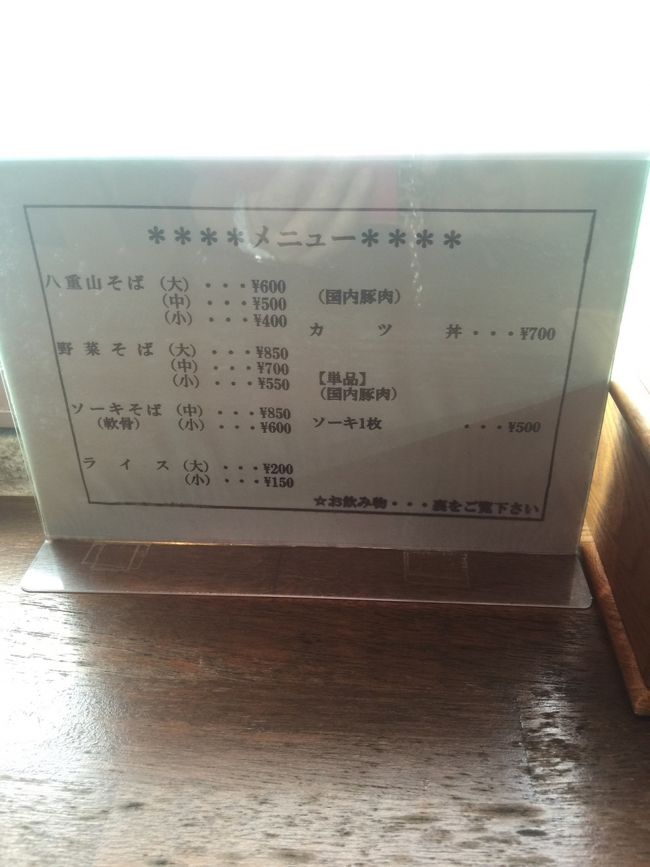 ＊＊＊＊メニュー＊＊＊＊
八重山そば（大）・・・¥600
（中）・・・¥500
（小）・・・¥400
野菜そば（大）・・・¥850
（中）・・・¥700
（小）・・・¥550
ソーキそば（中）・・・¥850
（軟骨）（小）・・・¥600
ライス（大）・・・¥200
（小）・・・¥150
（国内豚肉）
カツ丼・・・¥700
【単品】
（国内豚肉）
ソーキ1枚・・・¥500
☆お飲み物・・・裏をご覧下さい